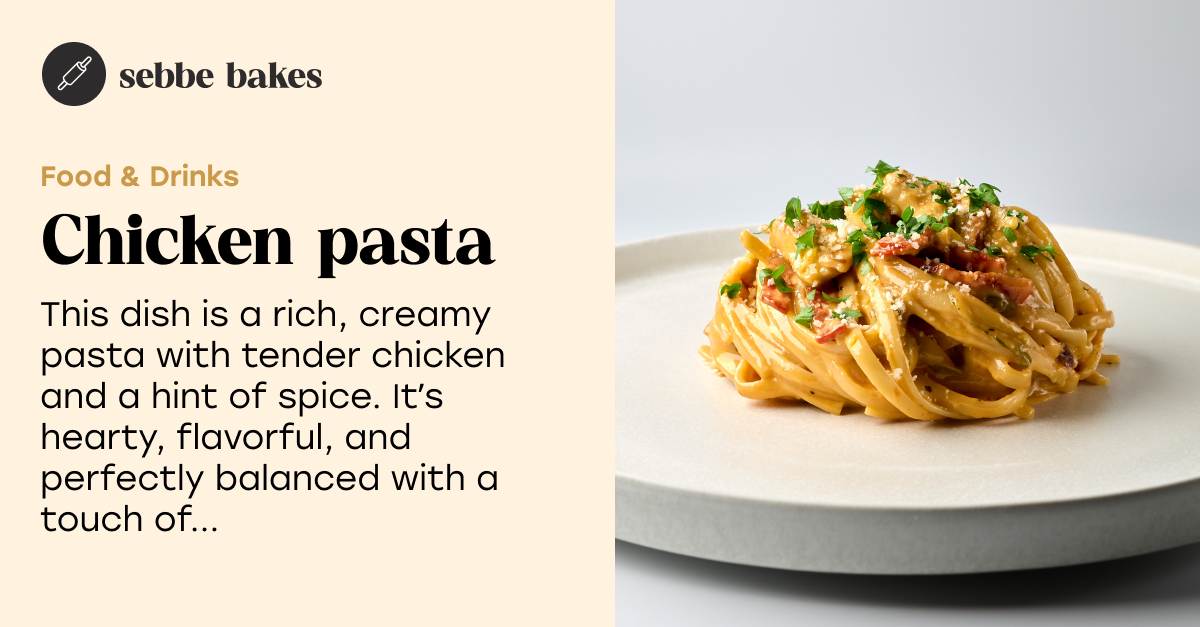 sebbe bakes
Food & Drinks
Chicken pasta
This dish is a rich, creamy
pasta with tender chicken
and a hint of spice. It’s
hearty, flavorful, and
perfectly balanced with a
touch of...